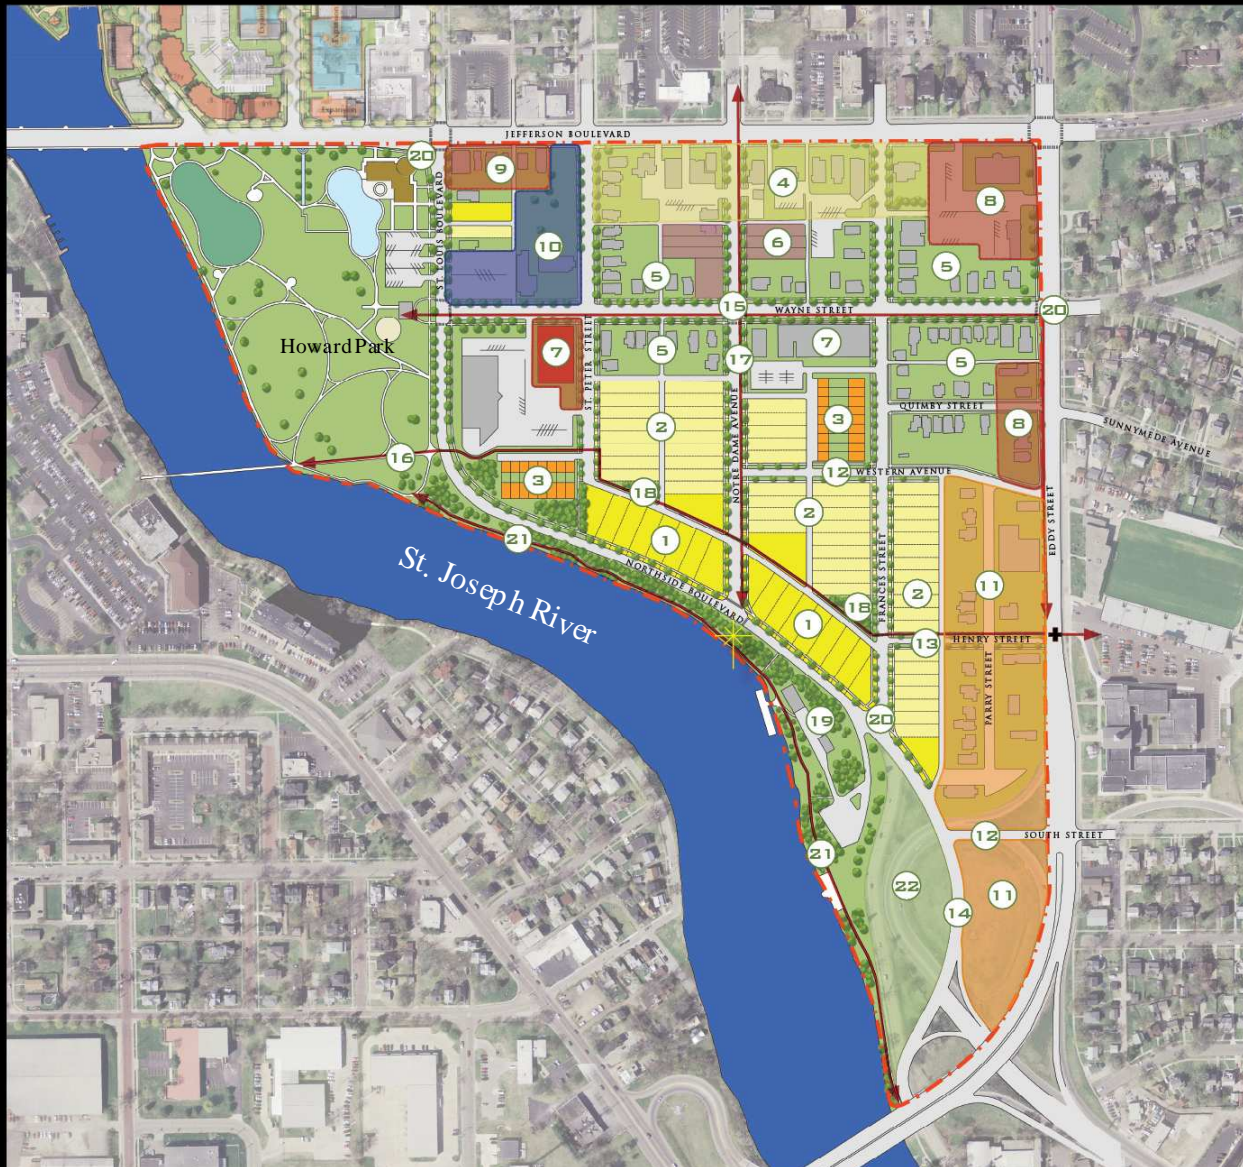 Expansion
JEFFERSON BOULEVARD
20
9
4
8
ST. LOUIS BOULEVARD
10
6
5
5
15
WAYNE STREET
20
Howard Park
7
ST. PETER STREET
5
17
7
5
NOTRE DAME AVENUE
QUIMBY STREET
2
3
8
SUNNYMEDE AVENUE
16
12
WESTERN AVENUE
3
18
2
EDDY STREET
21
1
St. Joseph River
NORTHSIDE BOULEVARD
FRANCES STREET
2
11
18
1
13
HENRY STREET
PARRY STREET
19
20
12
SOUTH STREET
21
22
11
14